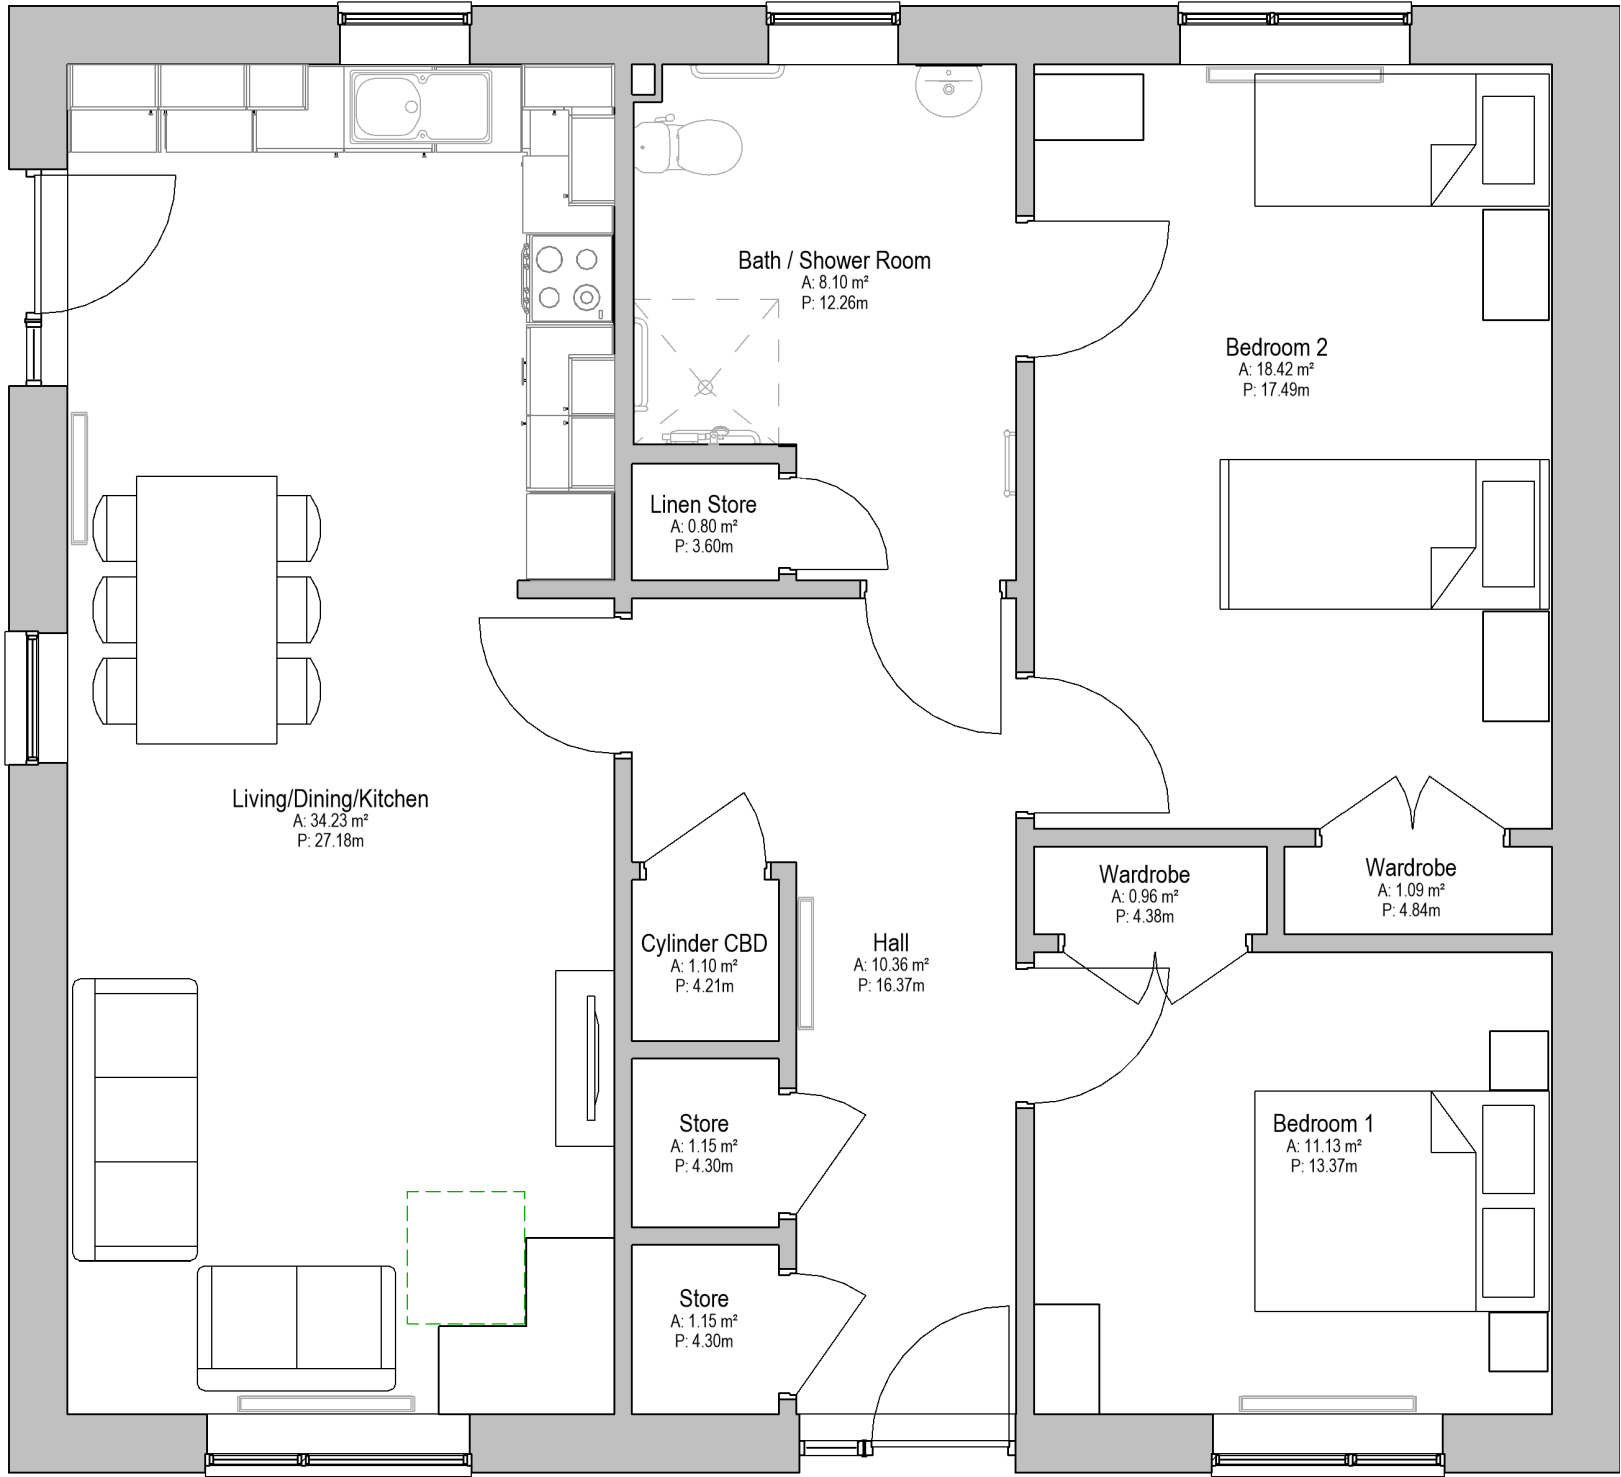 Bath / Shower Room
A: 8.10 m²
P: 12.26m
Bedroom 2
A: 18.42 m²
P: 17.49m
Linen Store
A: 0.80 m²
P: 3.60m
Living/Dining/Kitchen
A: 34.23 m²
P: 27.18m
Wardrobe
A: 0.96 m²
P: 4.38m
Wardrobe
A: 1.09 m²
P: 4.84m
Cylinder CBD
A: 1.10 m²
P: 4.21m
Hall
A: 10.36 m²
P: 16.37m
Store
A: 1.15 m²
P: 4.30m
Bedroom 1
A: 11.13 m²
P: 13.37m
Store
A: 1.15 m²
P: 4.30m